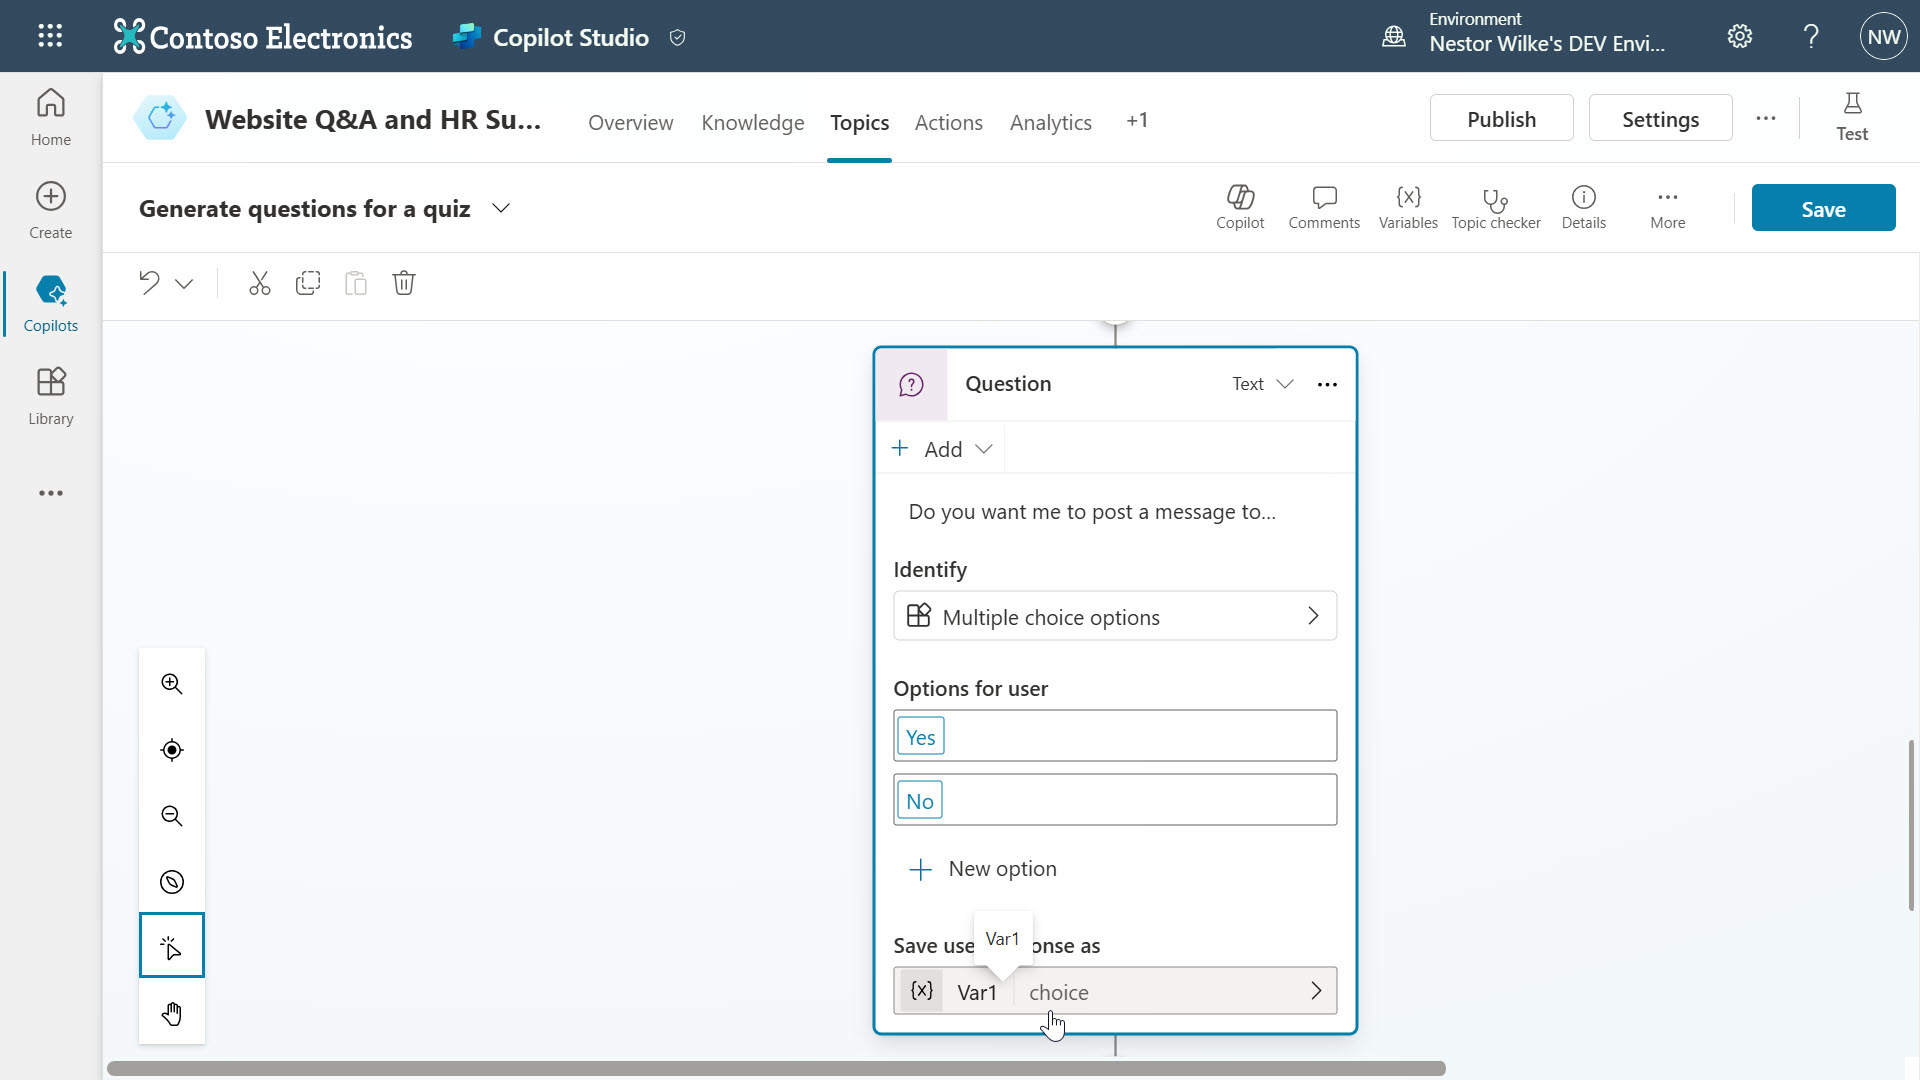 Contoso Electronics
Copilot Studio
Environment
Nestor Wilke's DEV Envi...
NW
Home
Create
Copilots
Library
Website Q&A and HR Su...
Overview
Knowledge
Topics
Actions
Analytics
+1
Publish
Settings
Test
Generate questions for a quiz
Copilot
Comments
{x}
Variables
Topic checker
Details
More
Save
Question
Text
Add
Do you want me to post a message to...
Identify
Multiple choice options
Options for user
Yes
No
New option
Var1
Save use
onse as
{x}
Var1
choice